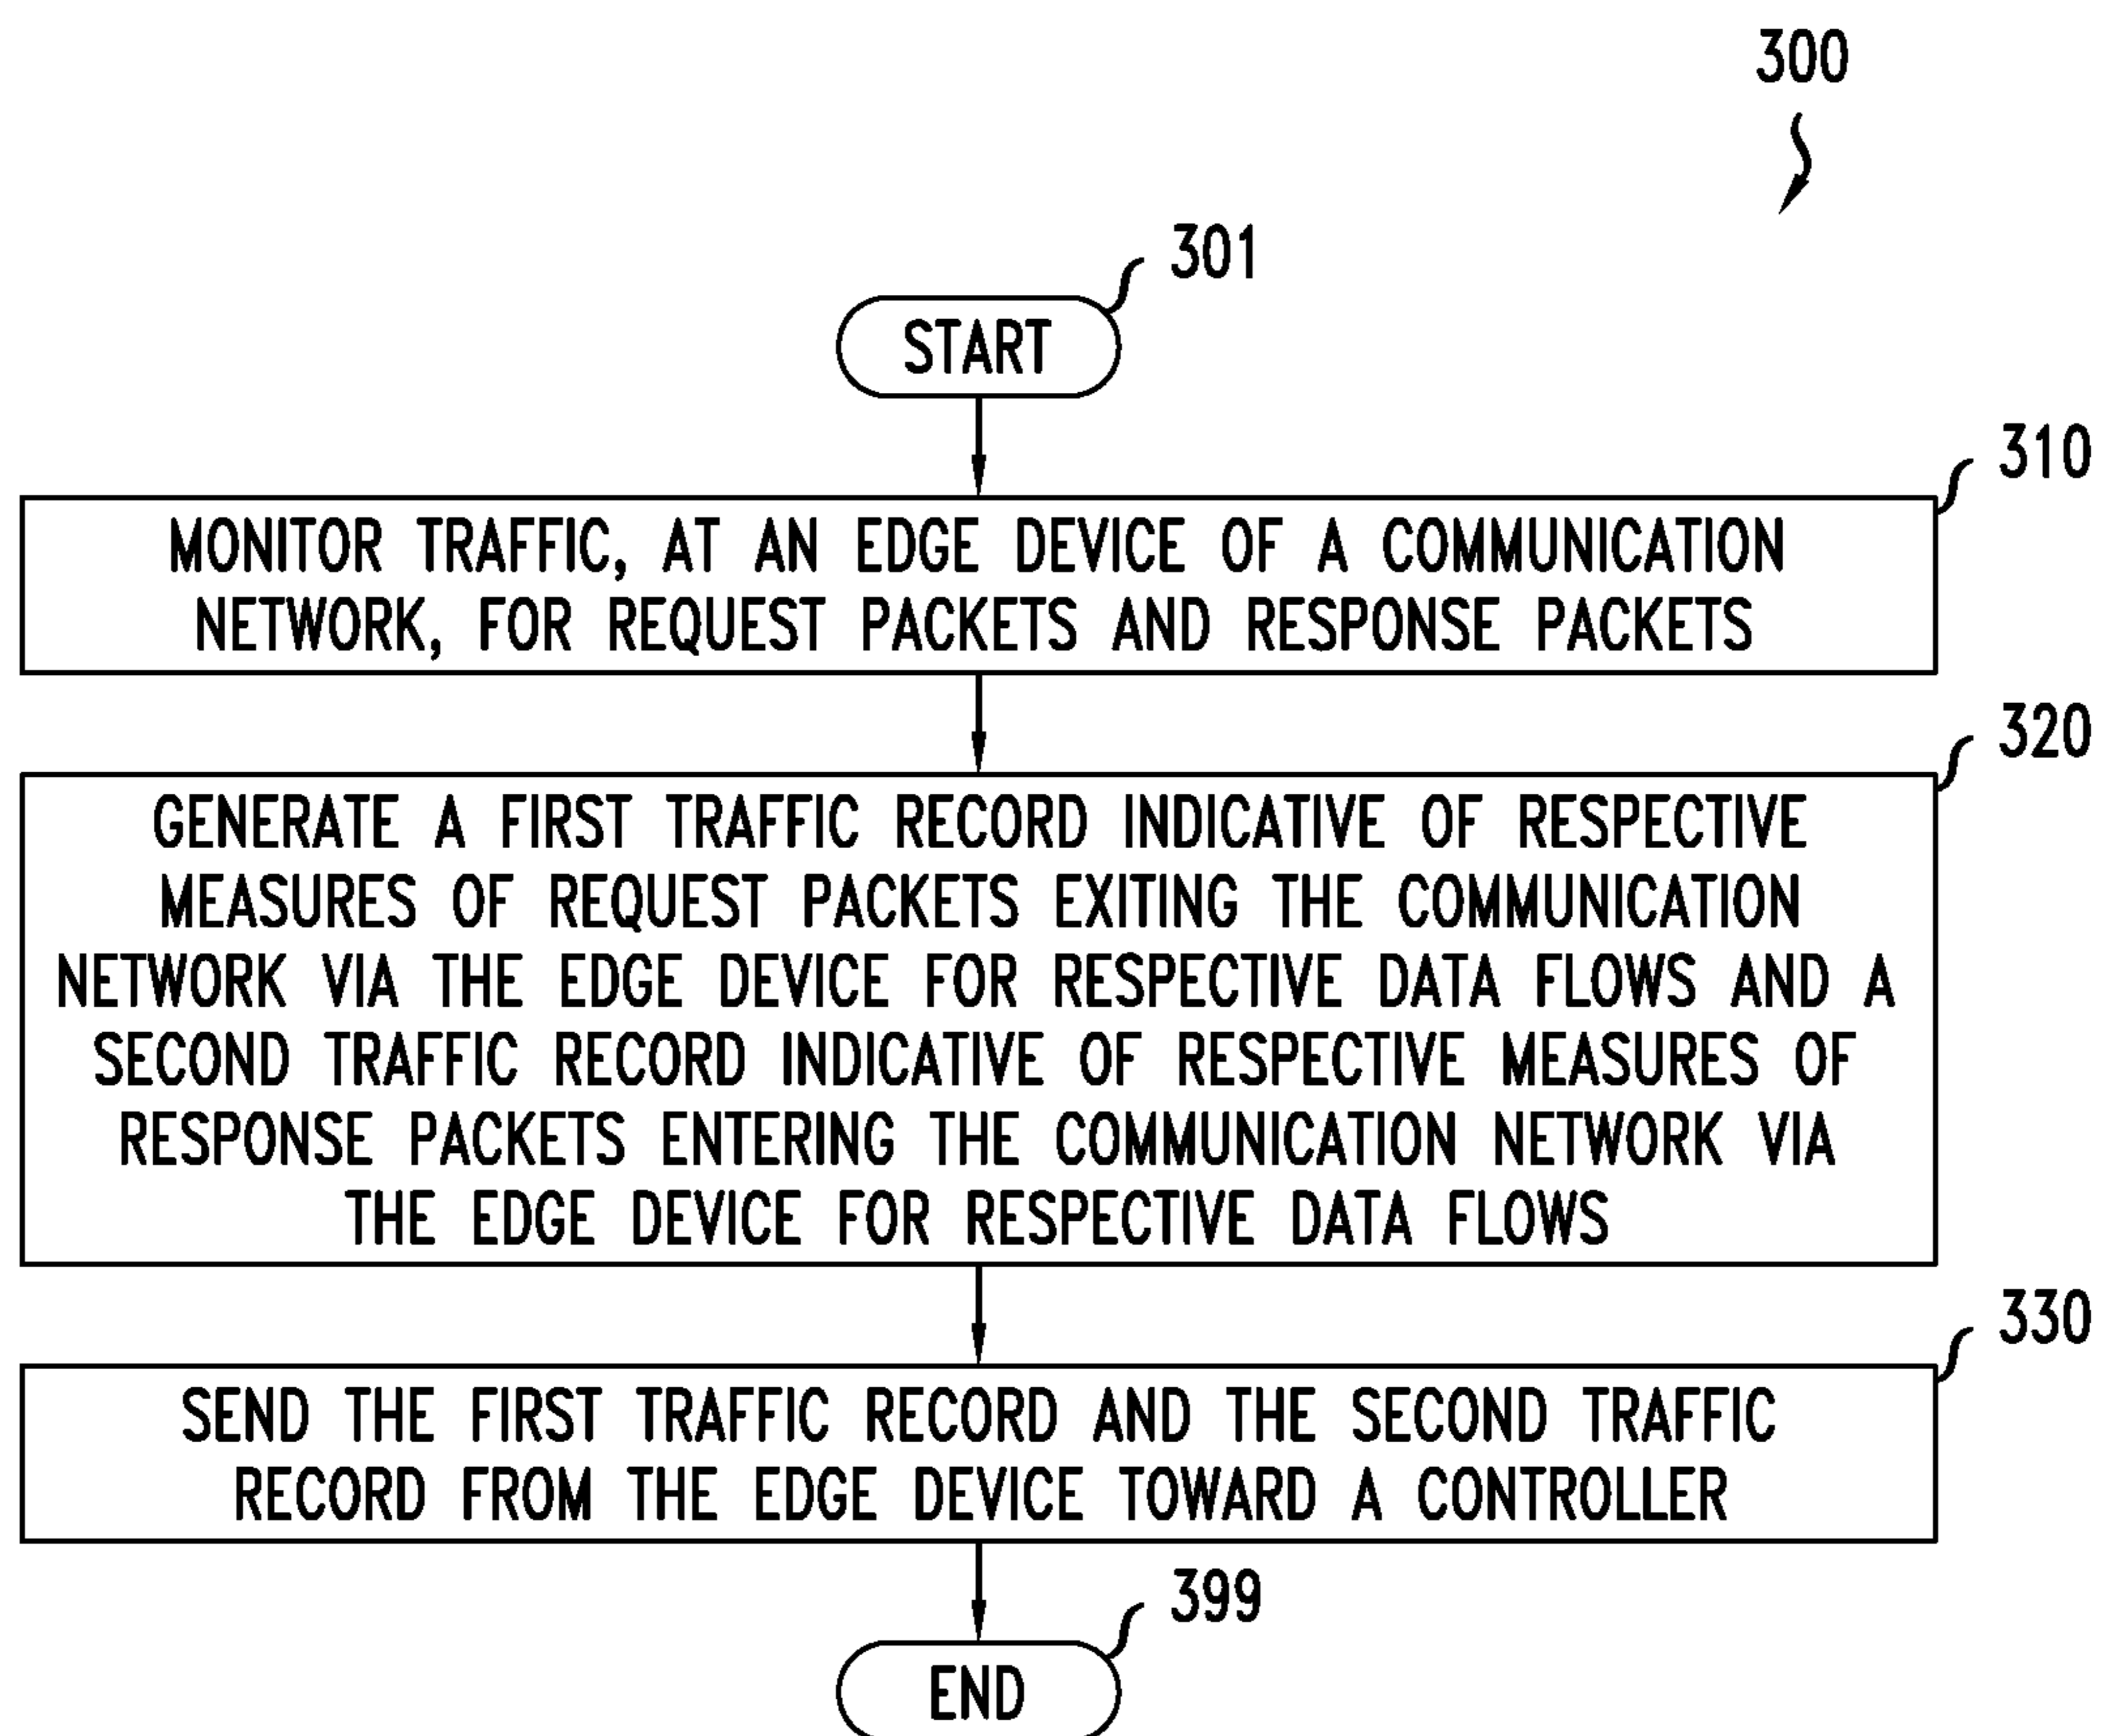 300
301
START
310
MONITOR TRAFFIC, AT AN EDGE DEVICE OF A COMMUNICATION
NETWORK, FOR REQUEST PACKETS AND RESPONSE PACKETS
320
GENERATE A FIRST TRAFFIC RECORD INDICATIVE OF RESPECTIVE
MEASURES OF REQUEST PACKETS EXITING THE COMMUNICATION
NETWORK VIA THE EDGE DEVICE FOR RESPECTIVE DATA FLOWS AND A
SECOND TRAFFIC RECORD INDICATIVE OF RESPECTIVE MEASURES OF
RESPONSE PACKETS ENTERING THE COMMUNICATION NETWORK VIA
THE EDGE DEVICE FOR RESPECTIVE DATA FLOWS
330
SEND THE FIRST TRAFFIC RECORD AND THE SECOND TRAFFIC
RECORD FROM THE EDGE DEVICE TOWARD A CONTROLLER
399
END